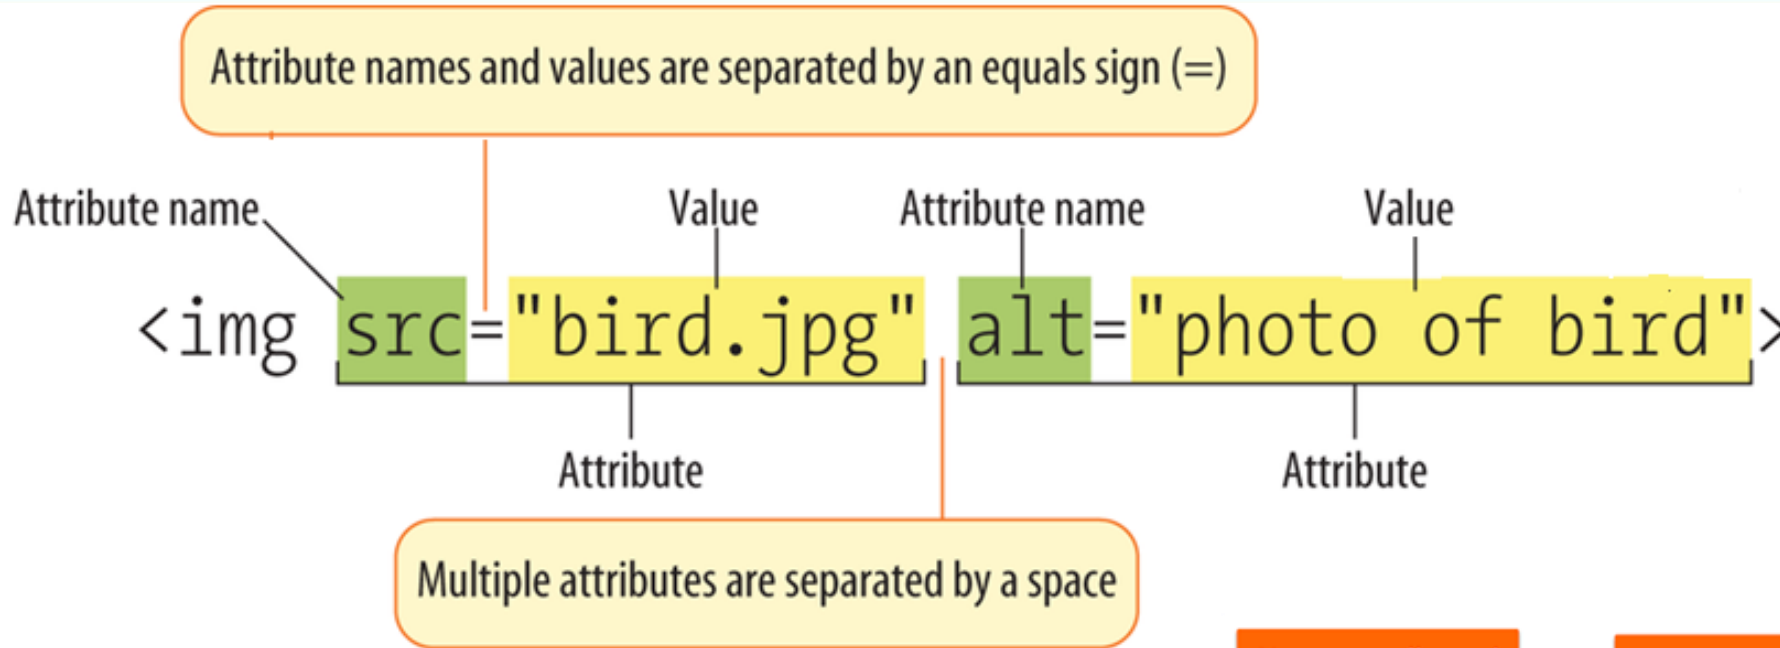 Attribute names and values are separated by an equals sign (=)
Attribute name Value Attribute name Value
<img src="bird.jpg" alt="photo of bird">
Attribute Attribute
Multiple attributes are separated by a space